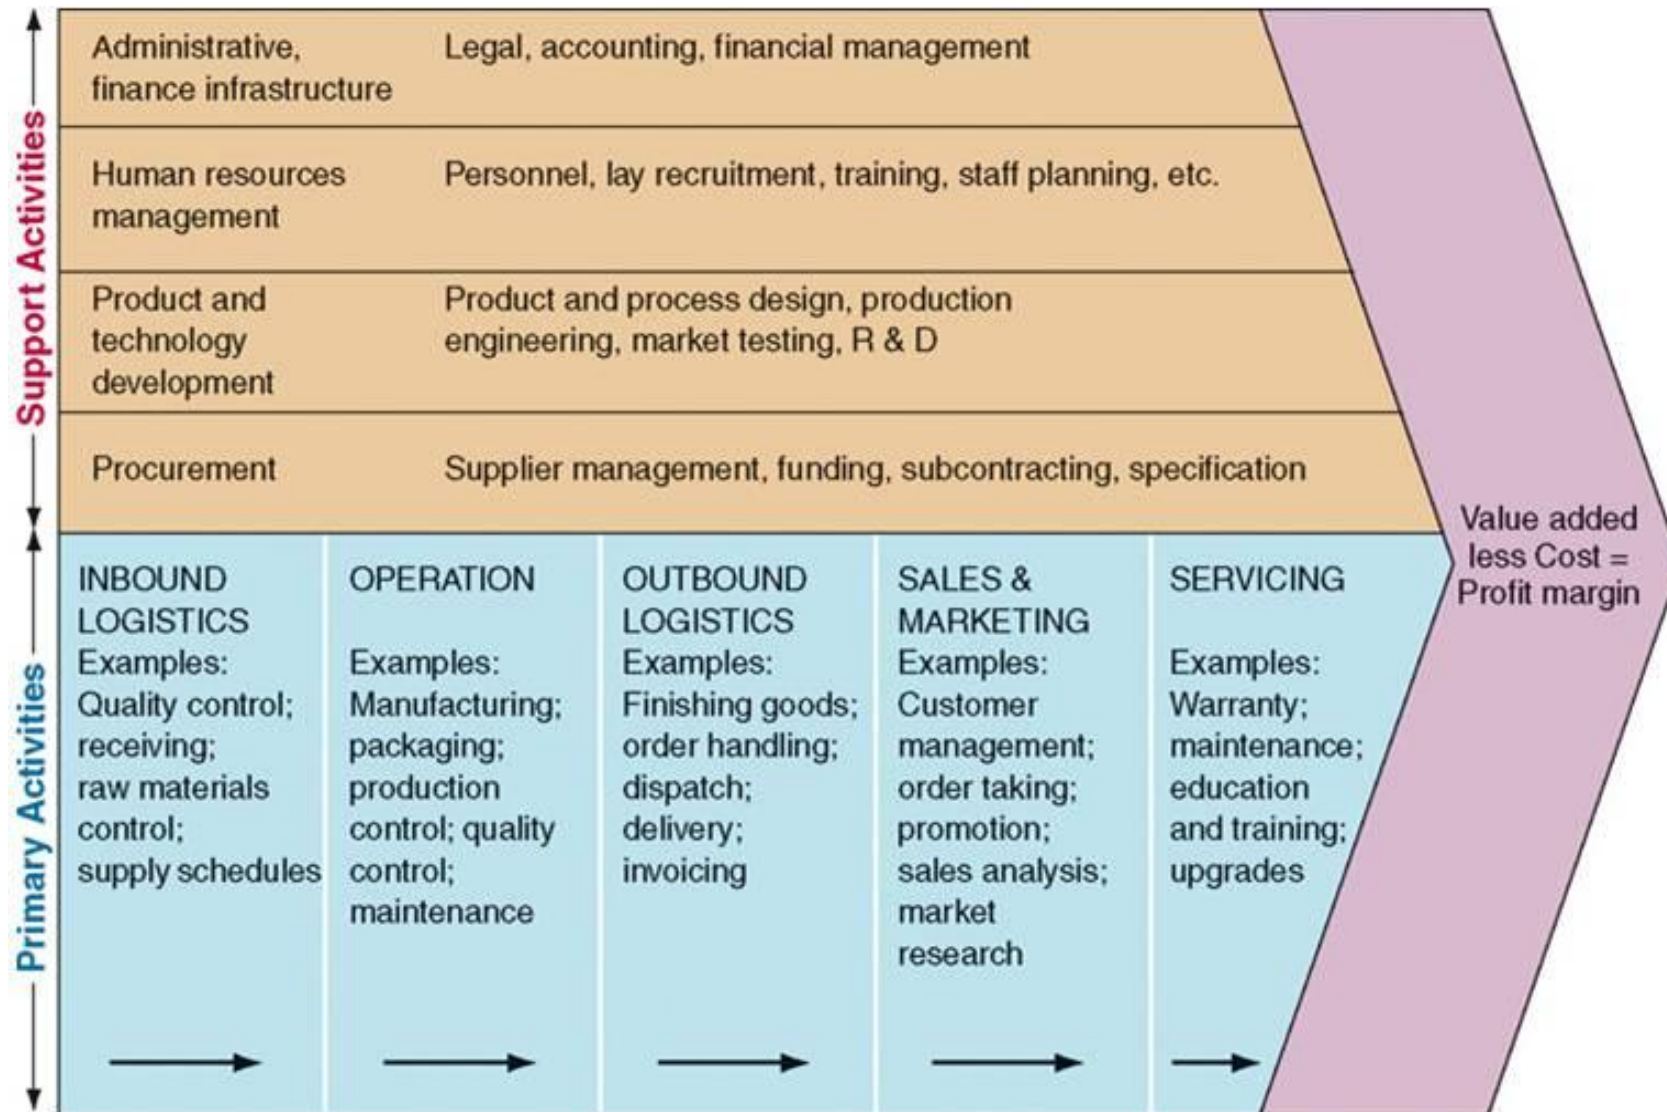 Support Activities
Administrative,
finance infrastructure
Legal, accounting, financial management
Human resources
management
Personnel, lay recruitment, training, staff planning, etc.
Product and
technology
development
Product and process design, production
engineering, market testing, R & D
Procurement
Supplier management, funding, subcontracting, specification
Primary Activities
INBOUND
LOGISTICS
Examples:
Quality control;
receiving;
raw materials
control;
supply schedules
OPERATION
Examples:
Manufacturing;
packaging;
production
control; quality
control;
maintenance
OUTBOUND
LOGISTICS
Examples:
Finishing goods;
order handling;
dispatch;
delivery;
invoicing
SALES &
MARKETING
Examples:
Customer
management;
order taking;
promotion;
sales analysis;
market
research
SERVICING
Examples:
Warranty;
maintenance;
education
and training;
upgrades
Value added
less Cost =
Profit margin